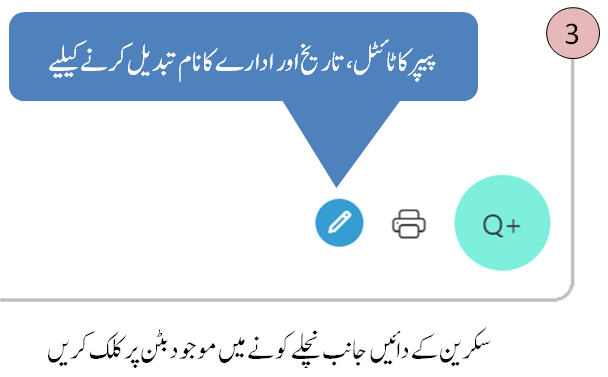 3
پیپر کا ٹائٹل، تاریخ اور ادارے کا نام تبدیل کرنے کیلیے
Q+
سکرین کے دائیں جانب نچلے کونے میں موجود بٹن پر کلک کریں